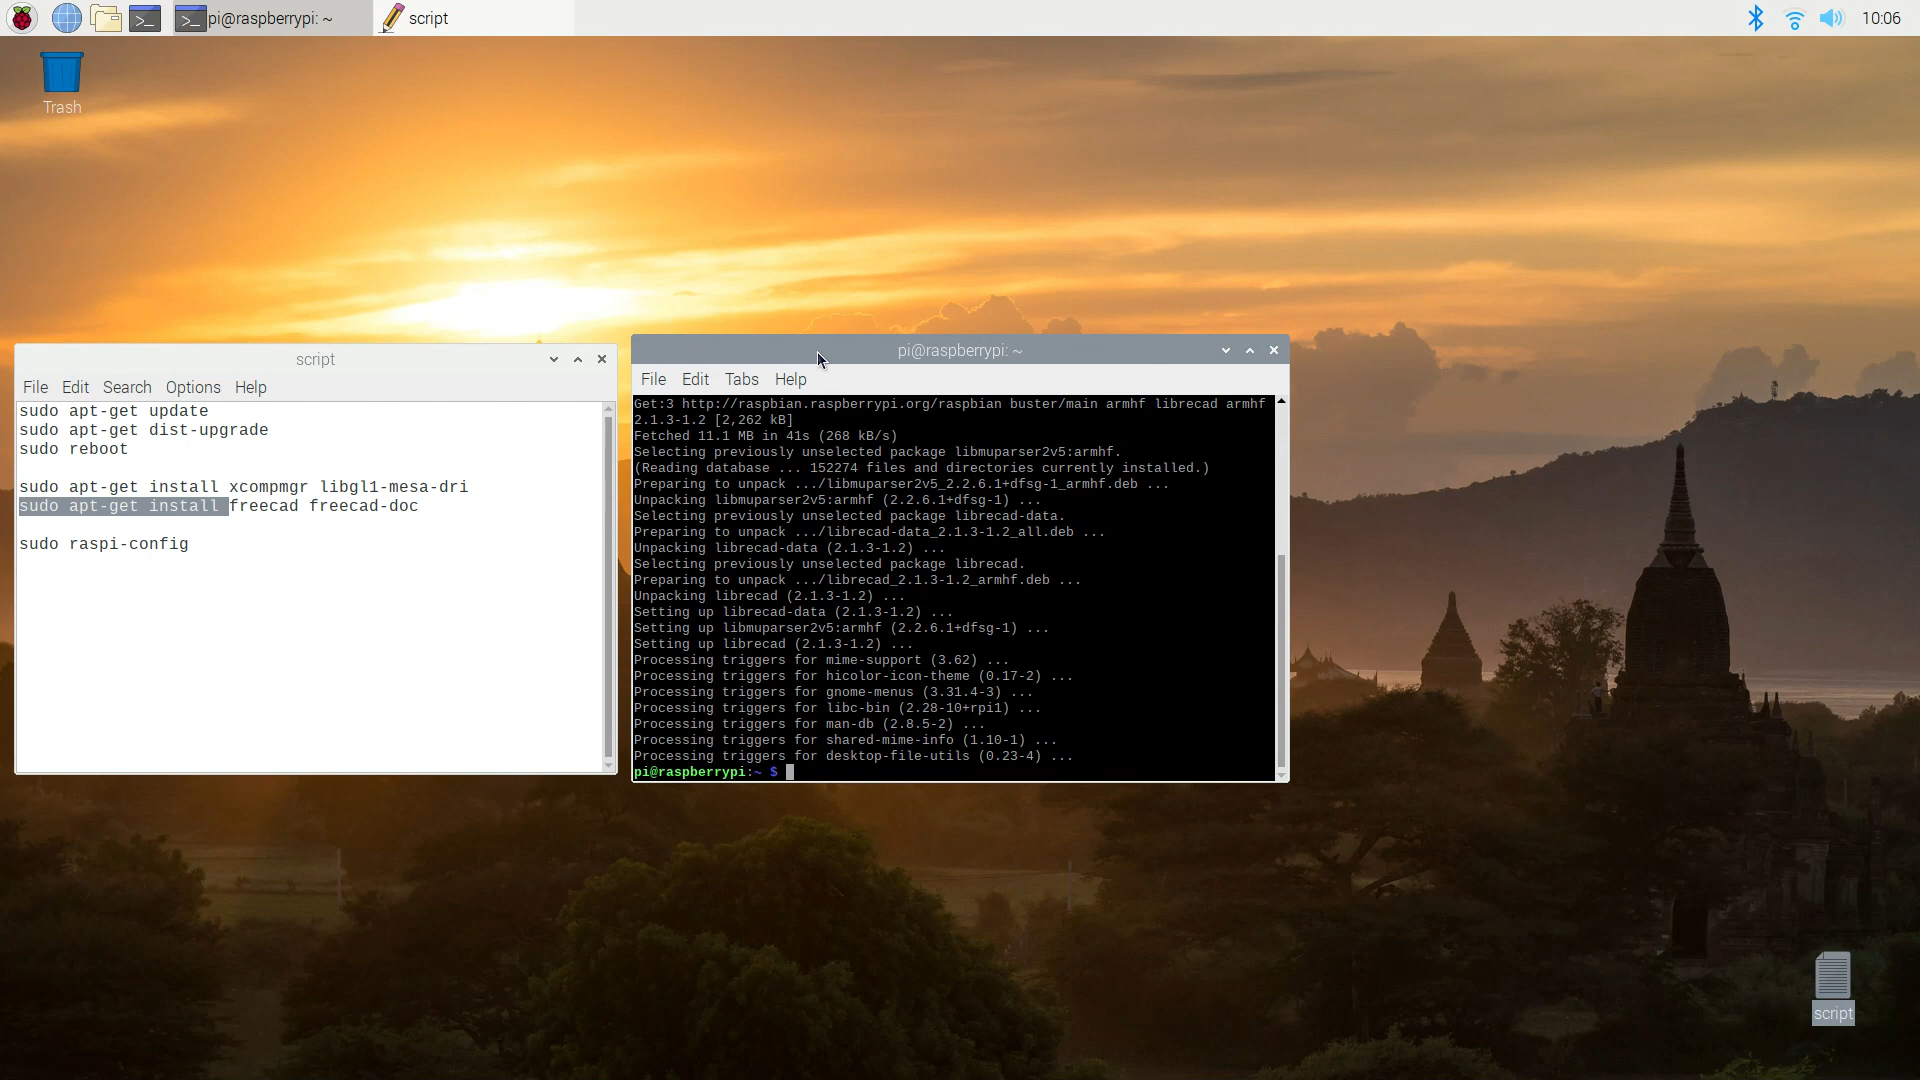 pi@raspberrypi: ~
script
10:06
Trash
script
File Edit Search Options Help
sudo apt-get update
sudo apt-get dist-upgrade
sudo reboot
sudo apt-get install xcompmgr libgl1-mesa-dri
sudo apt-get install freecad freecad-doc
sudo raspi-config
pi@raspberrypi: ~
File Edit Tabs Help
Get:3 http://raspbian.raspberrypi.org/raspbian buster/main armhf librecad armhf
2.1.3-1.2 [2,262 kB]
Fetched 11.1 MB in 41s (268 kB/s)
Selecting previously unselected package libmuparser2v5:armhf.
(Reading database ... 152274 files and directories currently installed.)
Preparing to unpack .../libmuparser2v5_2.2.6.1+dfsg-1_armhf.deb ...
Unpacking libmuparser2v5:armhf (2.2.6.1+dfsg-1) ...
Selecting previously unselected package librecad-data.
Preparing to unpack .../librecad-data_2.1.3-1.2_all.deb ...
Unpacking librecad-data (2.1.3-1.2) ...
Selecting previously unselected package librecad.
Preparing to unpack .../librecad_2.1.3-1.2_armhf.deb ...
Unpacking librecad (2.1.3-1.2) ...
Setting up librecad-data (2.1.3-1.2) ...
Setting up libmuparser2v5:armhf (2.2.6.1+dfsg-1) ...
Setting up librecad (2.1.3-1.2) ...
Processing triggers for mime-support (3.62) ...
Processing triggers for hicolor-icon-theme (0.17-2) ...
Processing triggers for gnome-menus (3.31.4-3) ...
Processing triggers for libc-bin (2.28-10+rpi1) ...
Processing triggers for man-db (2.8.5-2) ...
Processing triggers for shared-mime-info (1.10-1) ...
Processing triggers for desktop-file-utils (0.23-4) ...
pi@raspberrypi:~ $
script